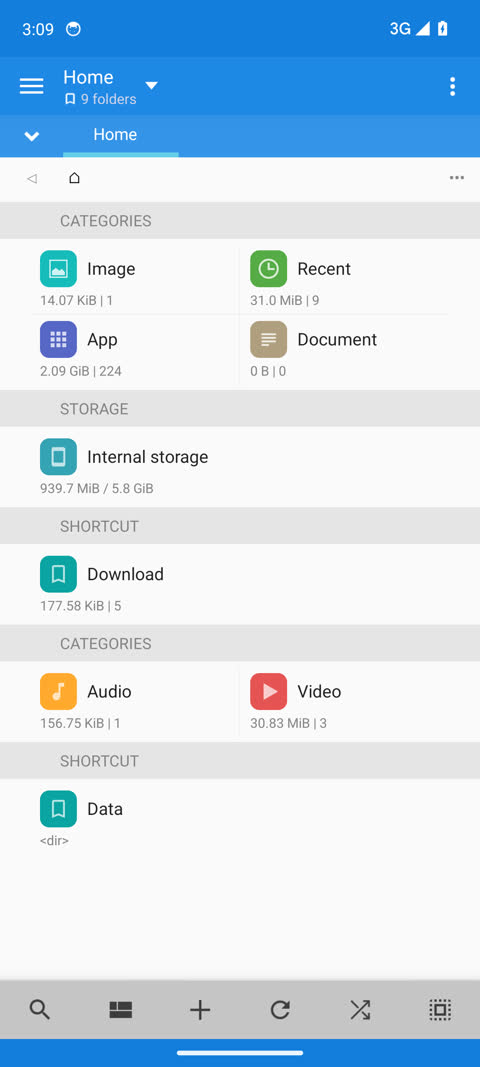 3:09
3G
Home
9 folders
Home
CATEGORIES
Image
Recent
14.07 KiB | 1
31.0 MiB | 9
App
Document
2.09 GiB | 224
0 B | 0
STORAGE
Internal storage
939.7 MiB / 5.8 GiB
SHORTCUT
Download
177.58 KiB | 5
CATEGORIES
Audio
Video
156.75 KiB | 1
30.83 MiB | 3
SHORTCUT
Data
<dir>